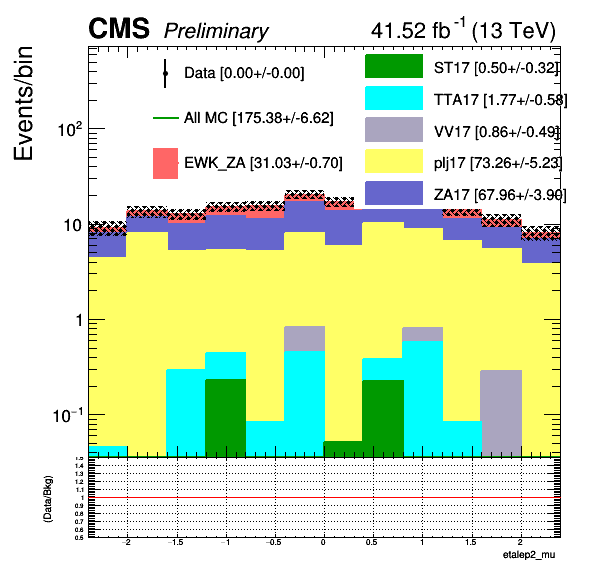 CMS Preliminary 41.52 fb⁻¹ (13 TeV)
Events/bin
Data [0.00+/-0.00]
All MC [175.38+/-6.62]
EWK_ZA [31.03+/-0.70]
ST17 [0.50+/-0.32]
TTA17 [1.77+/-0.58]
VV17 [0.86+/-0.49]
plj17 [73.26+/-5.23]
ZA17 [67.96+/-3.90]
10²
10
1
10⁻¹
(Data/Bkg)
1.5
1.4
1.3
1.2
1.1
1
0.9
0.8
0.7
0.6
0.5
−2 −1.5 −1 −0.5 0 0.5 1 1.5 2
etalep2_mu